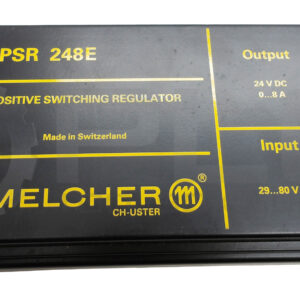 PSR 248E
Output
24 V DC
0...8 A
OSITIVE SWITCHING REGULATOR
Made in Switzerland
Input
MELCHER m ®
CH-USTER
29...80 V